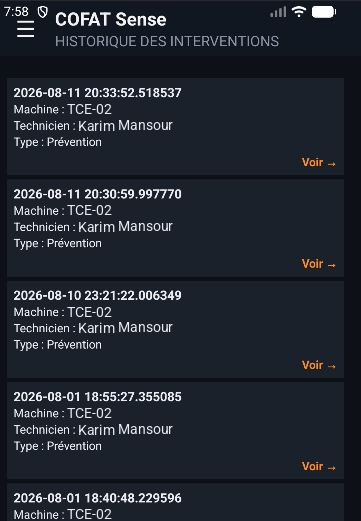 7:58
COFAT Sense
HISTORIQUE DES INTERVENTIONS
2026-08-11 20:33:52.518537
Machine : TCE-02
Technicien : Karim Mansour
Type : Prévention
Voir →
2026-08-11 20:30:59.997770
Machine : TCE-02
Technicien : Karim Mansour
Type : Prévention
Voir →
2026-08-10 23:21:22.006349
Machine : TCE-02
Technicien : Karim Mansour
Type : Prévention
Voir →
2026-08-01 18:55:27.355085
Machine : TCE-02
Technicien : Karim Mansour
Type : Prévention
Voir →
2026-08-01 18:40:48.229596
Machine : TCE-02